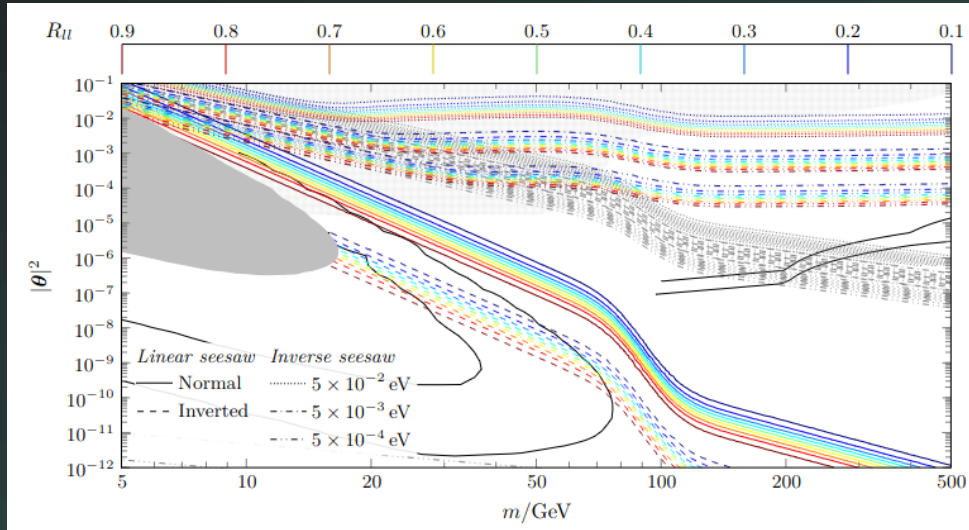 R_{ll} 0.9 0.8 0.7 0.6 0.5 0.4 0.3 0.2 0.1
10^{-1}
10^{-2}
10^{-3}
10^{-4}
10^{-5}
10^{-6}
10^{-7}
10^{-8}
10^{-9}
10^{-10}
10^{-11}
10^{-12}
|θ|^2
Linear seesaw Inverse seesaw
Normal 5 × 10^{-2} eV
Inverted 5 × 10^{-3} eV
5 × 10^{-4} eV
5 10 20 50 100 200 500
m/GeV